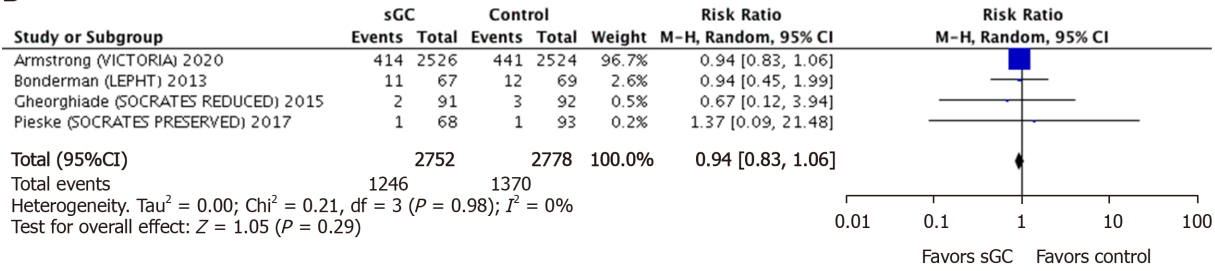 sGC Control Risk Ratio Risk Ratio
Study or Subgroup Events Total Events Total Weight M-H, Random, 95% CI M-H, Random, 95% CI
Armstrong (VICTORIA) 2020 414 2526 441 2524 96.7% 0.94 [0.83, 1.06]
Bonderman (LEPHT) 2013 11 67 12 69 2.6% 0.94 [0.45, 1.99]
Gheorghiade (SOCRATES REDUCED) 2015 2 91 3 92 0.5% 0.67 [0.12, 3.94]
Pieske (SOCRATES PRESERVED) 2017 1 68 1 93 0.2% 1.37 [0.09, 21.48]
Total (95%CI) 2752 2778 100.0% 0.94 [0.83, 1.06]
Total events 1246 1370
Heterogeneity. Tau² = 0.00; Chi² = 0.21, df = 3 (P = 0.98); I² = 0%
Test for overall effect: Z = 1.05 (P = 0.29)
0.01 0.1 1 10 100
Favors sGC Favors control